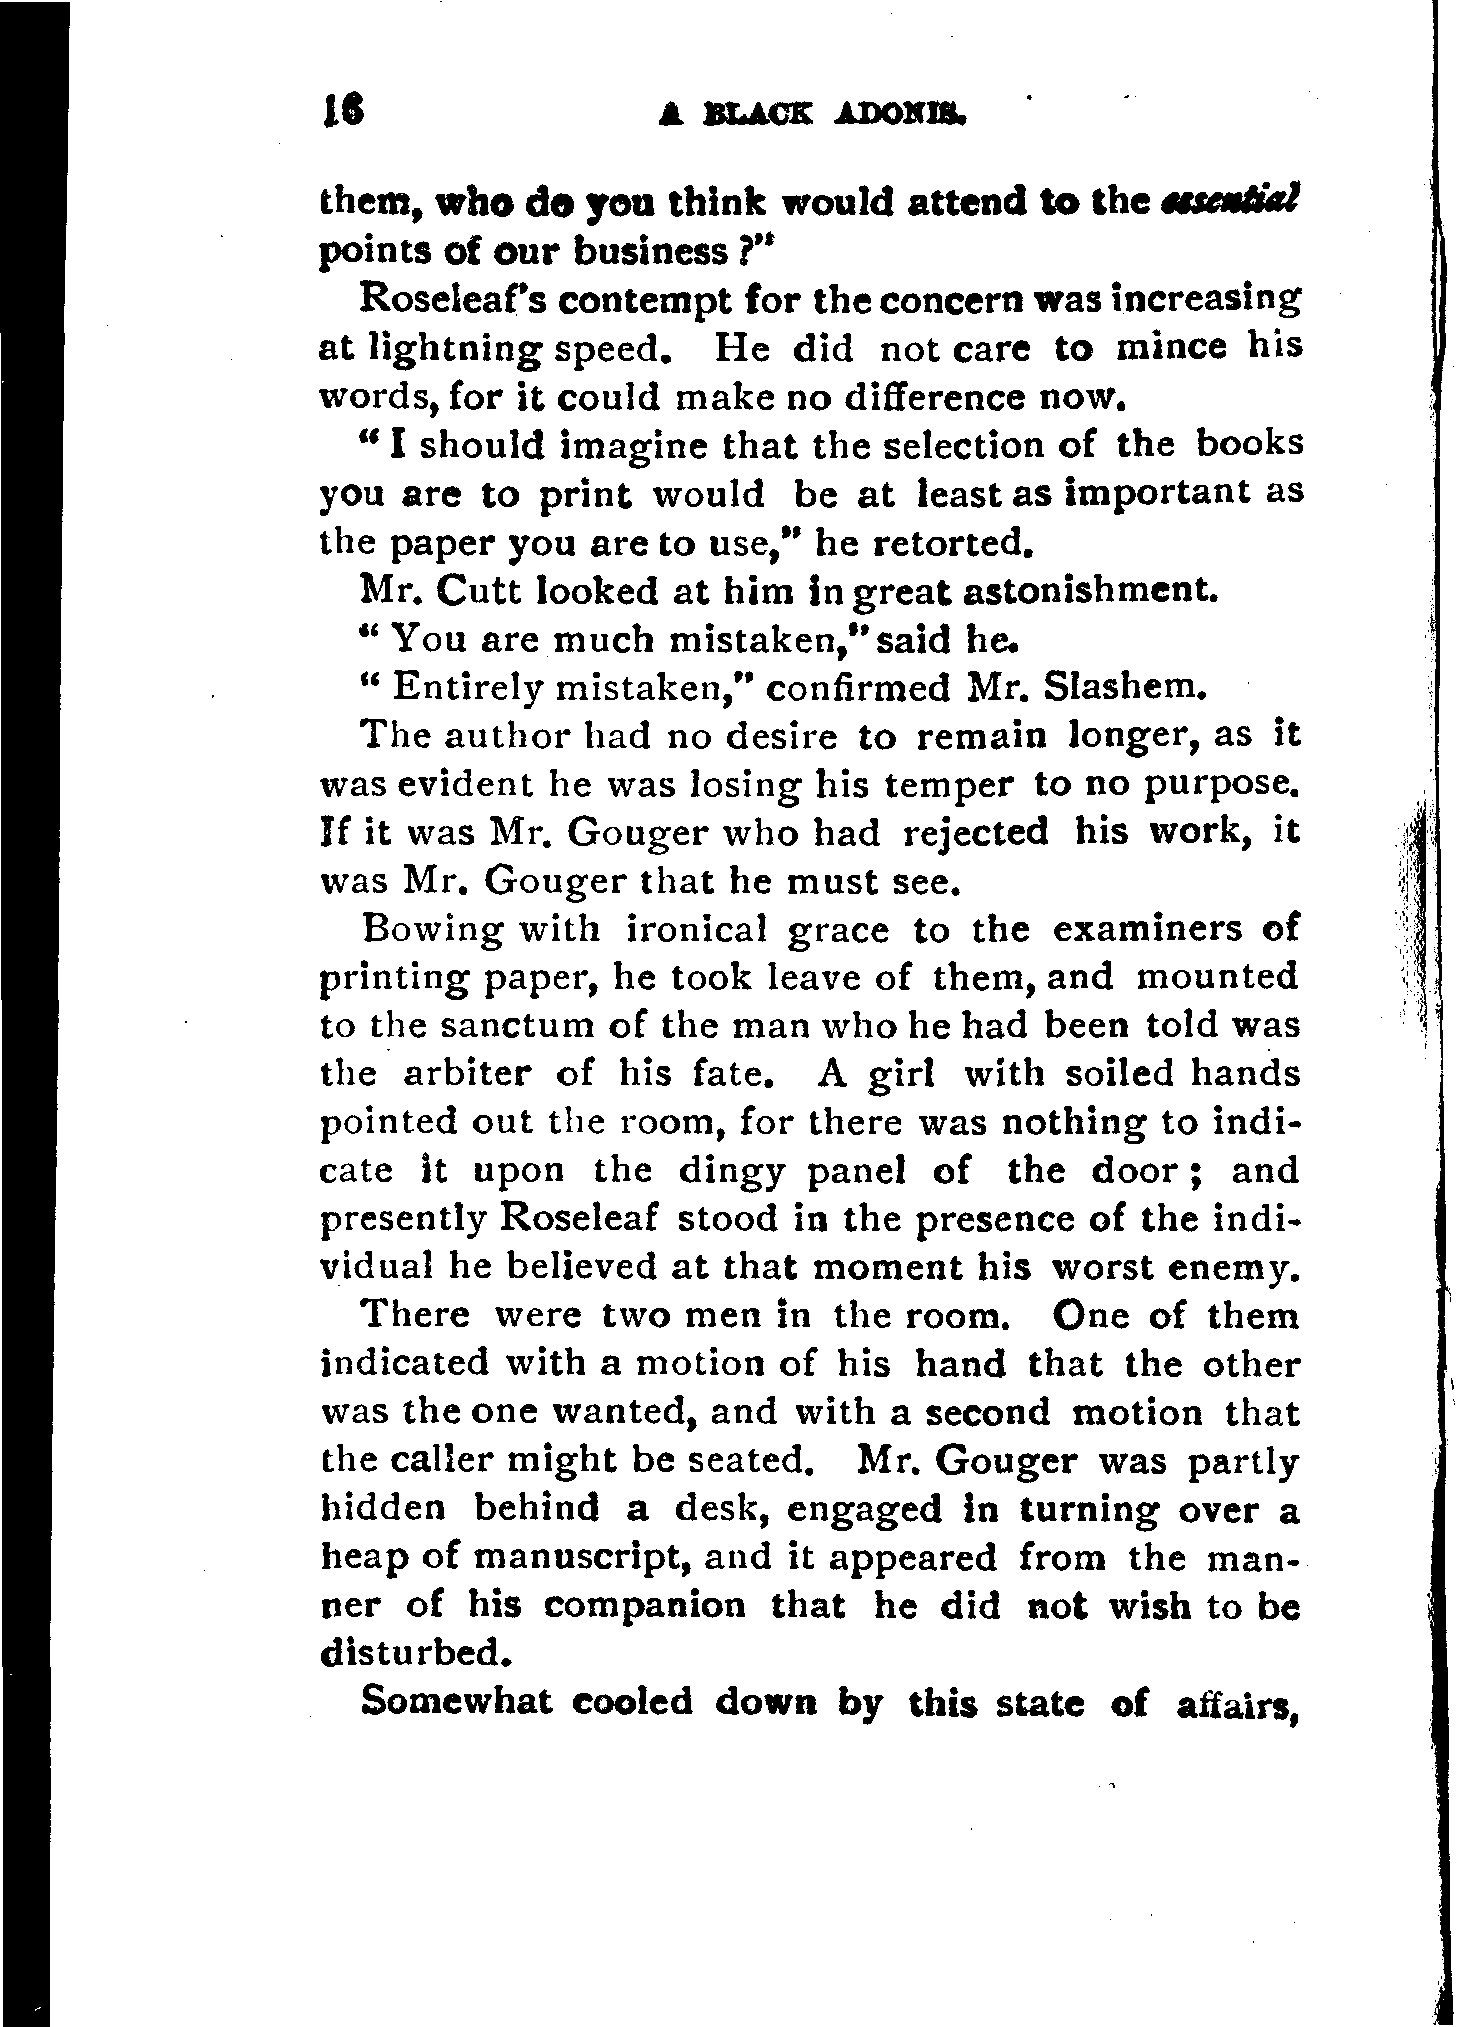 16 A BLACK ADONIS.
them, who do you think would attend to the essential
points of our business ?"
Roseleaf's contempt for the concern was increasing
at lightning speed. He did not care to mince his
words, for it could make no difference now.
" I should imagine that the selection of the books
you are to print would be at least as important as
the paper you are to use," he retorted.
Mr. Cutt looked at him in great astonishment.
" You are much mistaken," said he.
" Entirely mistaken," confirmed Mr. Slashem.
The author had no desire to remain longer, as it
was evident he was losing his temper to no purpose.
If it was Mr. Gouger who had rejected his work, it
was Mr. Gouger that he must see.
Bowing with ironical grace to the examiners of
printing paper, he took leave of them, and mounted
to the sanctum of the man who he had been told was
the arbiter of his fate. A girl with soiled hands
pointed out the room, for there was nothing to indi-
cate it upon the dingy panel of the door ; and
presently Roseleaf stood in the presence of the indi-
vidual he believed at that moment his worst enemy.
There were two men in the room. One of them
indicated with a motion of his hand that the other
was the one wanted, and with a second motion that
the caller might be seated. Mr. Gouger was partly
hidden behind a desk, engaged in turning over a
heap of manuscript, and it appeared from the man-
ner of his companion that he did not wish to be
disturbed.
Somewhat cooled down by this state of affairs,